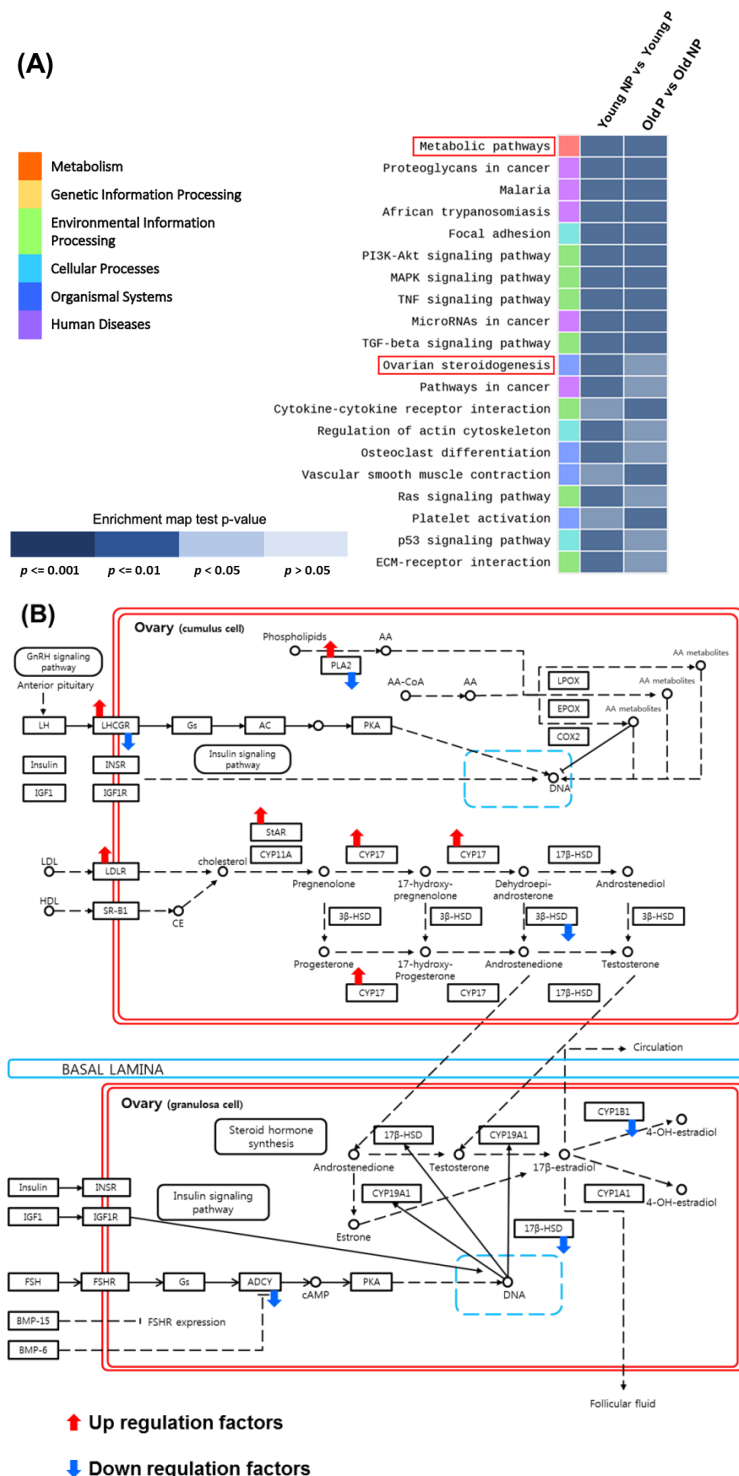 (A)
Young NP vs Young P
Old P vs Old NP
Metabolism
Genetic Information Processing
Environmental Information
Processing
Cellular Processes
Organismal Systems
Human Diseases
Metabolic pathways
Proteoglycans in cancer
Malaria
African trypanosomiasis
Focal adhesion
PI3K-Akt signaling pathway
MAPK signaling pathway
TNF signaling pathway
MicroRNAs in cancer
TGF-beta signaling pathway
Ovarian steroidogenesis
Pathways in cancer
Cytokine-cytokine receptor interaction
Regulation of actin cytoskeleton
Osteoclast differentiation
Vascular smooth muscle contraction
Ras signaling pathway
Platelet activation
p53 signaling pathway
ECM-receptor interaction
Enrichment map test p-value
p <= 0.001
p <= 0.01
p < 0.05
p > 0.05
(B)
Ovary (cumulus cell)
Phospholipids
AA
PLA2
AA metabolites
GnRH signaling
pathway
Anterior pituitary
AA-CoA
AA
LPOX
AA metabolites
EPOX
AA metabolites
COX2
LH
LHCGR
Gs
AC
PKA
Insulin
INSR
Insulin signaling
pathway
IGF1
IGF1R
DNA
StAR
CYP11A
CYP17
CYP17
17β-HSD
LDL
LDLR
cholesterol
Pregnenolone
17-hydroxy-
pregnenolone
Dehydroepi-
androsterone
Androstenediol
HDL
SR-B1
CE
3β-HSD
3β-HSD
3β-HSD
3β-HSD
Progesterone
17-hydroxy-
Progesterone
Androstenedione
Testosterone
CYP17
CYP17
17β-HSD
Circulation
BASAL LAMINA
Ovary (granulosa cell)
Steroid hormone
synthesis
17β-HSD
CYP19A1
CYP1B1
4-OH-estradiol
Androstenedione
Testosterone
17β-estradiol
Insulin
INSR
Insulin signaling
pathway
CYP19A1
CYP1A1
4-OH-estradiol
IGF1
IGF1R
Estrone
17β-HSD
FSH
FSHR
Gs
ADCY
cAMP
PKA
DNA
BMP-15
FSHR expression
BMP-6
Follicular fluid
Up regulation factors
Down regulation factors